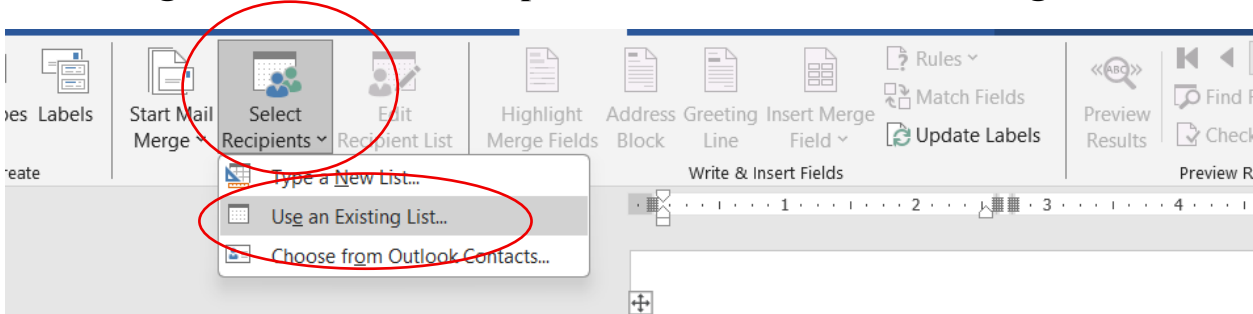 Rules
Match Fields
Find
Labels
Start Mail
Select
Edit
Highlight
Address
Greeting
Insert Merge
Preview
Merge
Recipients
Recipient List
Merge Fields
Block
Line
Field
Update Labels
Results
Check
Write & Insert Fields
Preview R
Type a New List...
Use an Existing List...
Choose from Outlook Contacts...
1 2 3 4